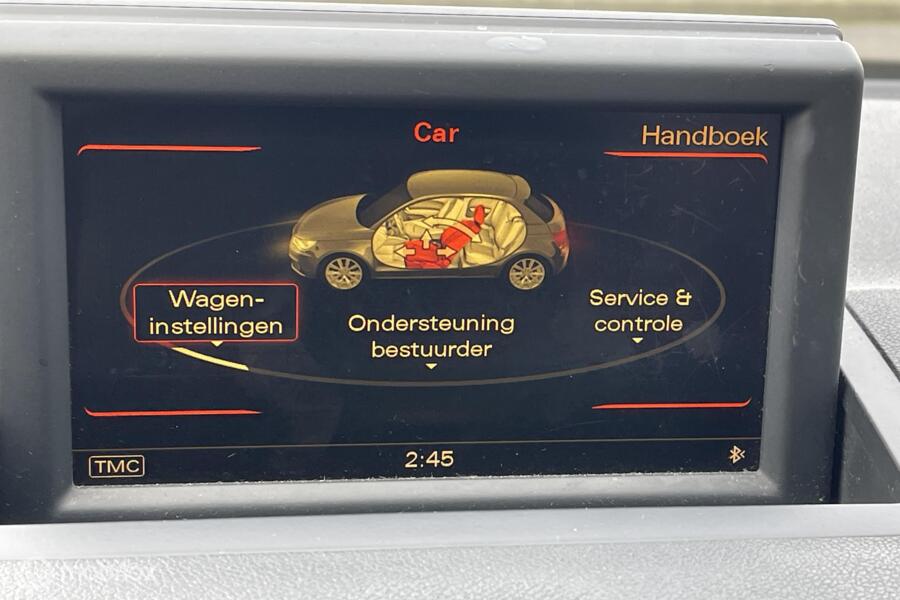 Car
Handboek
Wagen-
instellingen
Ondersteuning
bestuurder
Service &
controle
TMC
2:45